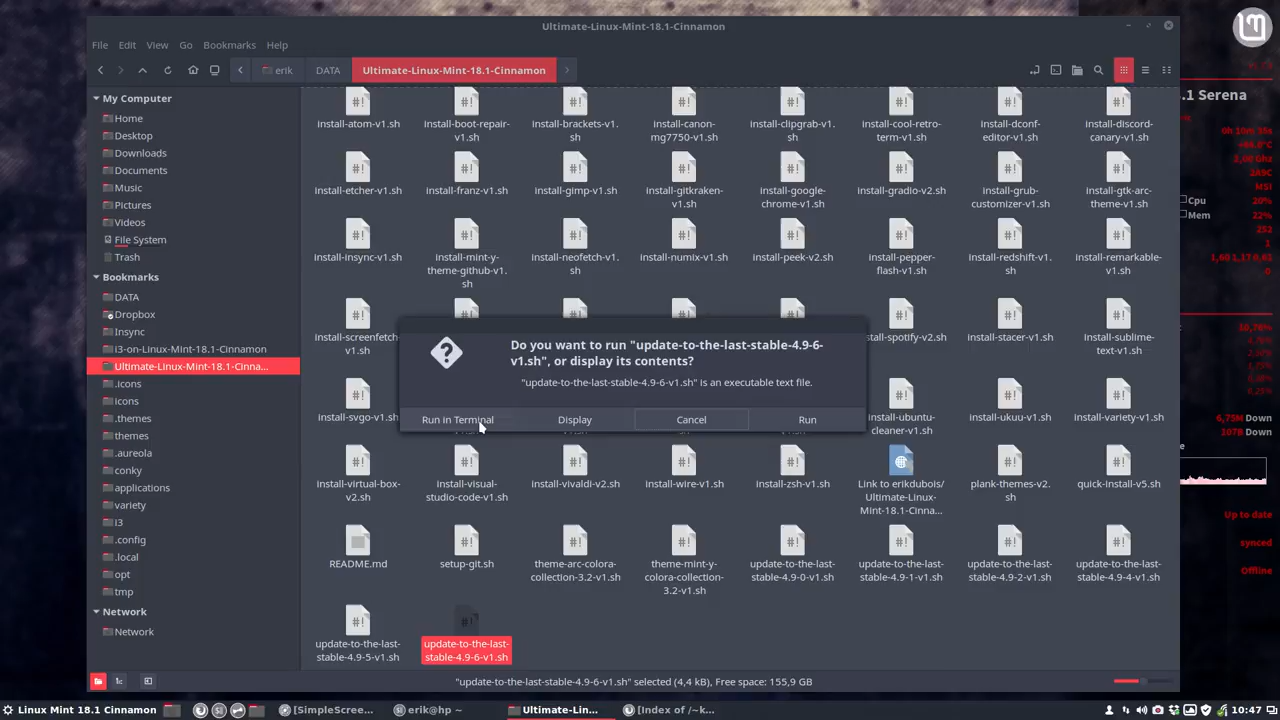 Ultimate-Linux-Mint-18.1-Cinnamon
File Edit View Go Bookmarks Help
erik DATA Ultimate-Linux-Mint-18.1-Cinnamon
My Computer
Home
Desktop
Downloads
Documents
Music
Pictures
Videos
File System
Trash
Bookmarks
DATA
Dropbox
Insync
i3-on-Linux-Mint-18.1-Cinnamon
Ultimate-Linux-Mint-18.1-Cinna...
.icons
icons
.themes
themes
.aureola
conky
applications
variety
I3
.config
.local
opt
tmp
Network
Network
install-atom-v1.sh
install-boot-repair-
v1.sh
install-brackets-v1.
sh
install-canon-
mg7750-v1.sh
install-clipgrab-v1.
sh
install-cool-retro-
term-v1.sh
install-dconf-
editor-v1.sh
install-discord-
canary-v1.sh
install-etcher-v1.sh
install-franz-v1.sh
install-gimp-v1.sh
install-gitkraken-
v1.sh
install-google-
chrome-v1.sh
install-gradio-v2.sh
install-grub-
customizer-v1.sh
install-gtk-arc-
theme-v1.sh
install-insync-v1.sh
install-mint-y-
theme-github-v1.
sh
install-neofetch-v1.
sh
install-numix-v1.sh
install-peek-v2.sh
install-pepper-
flash-v1.sh
install-redshift-v1.
sh
install-remarkable-
v1.sh
install-screenfetch-
v1.sh
-spotify-v2.sh
install-stacer-v1.sh
install-sublime-
text-v1.sh
Do you want to run "update-to-the-last-stable-4.9-6-
v1.sh", or display its contents?
"update-to-the-last-stable-4.9-6-v1.sh" is an executable text file.
Run in Terminal Display Cancel Run
install-svgo-v1.sh
install-ubuntu-
cleaner-v1.sh
install-ukuu-v1.sh
install-variety-v1.sh
install-virtual-box-
v2.sh
install-visual-
studio-code-v1.sh
install-vivaldi-v2.sh
install-wire-v1.sh
install-zsh-v1.sh
Link to erikdubois/
Ultimate-Linux-
Mint-18.1-Cinna...
plank-themes-v2.
sh
quick-install-v5.sh
README.md
setup-git.sh
theme-arc-colora-
collection-3.2-v1.sh
theme-mint-y-
colora-collection-
3.2-v1.sh
update-to-the-last-
stable-4.9-0-v1.sh
update-to-the-last-
stable-4.9-1-v1.sh
update-to-the-last-
stable-4.9-2-v1.sh
update-to-the-last-
stable-4.9-4-v1.sh
update-to-the-last-
stable-4.9-5-v1.sh
update-to-the-last-
stable-4.9-6-v1.sh
"update-to-the-last-stable-4.9-6-v1.sh" selected (4,4 kB), Free space: 155,9 GB
.1 Serena
0h 10m 35s
MSI
Cpu 20%
Mem 22%
252
1
10,76%
6,75M Down
107B Down
Up to date
synced
Offline
Linux Mint 18.1 Cinnamon
[SimpleScree...
erik@hp ~
Ultimate-Lin...
[Index of /~k...
10:47